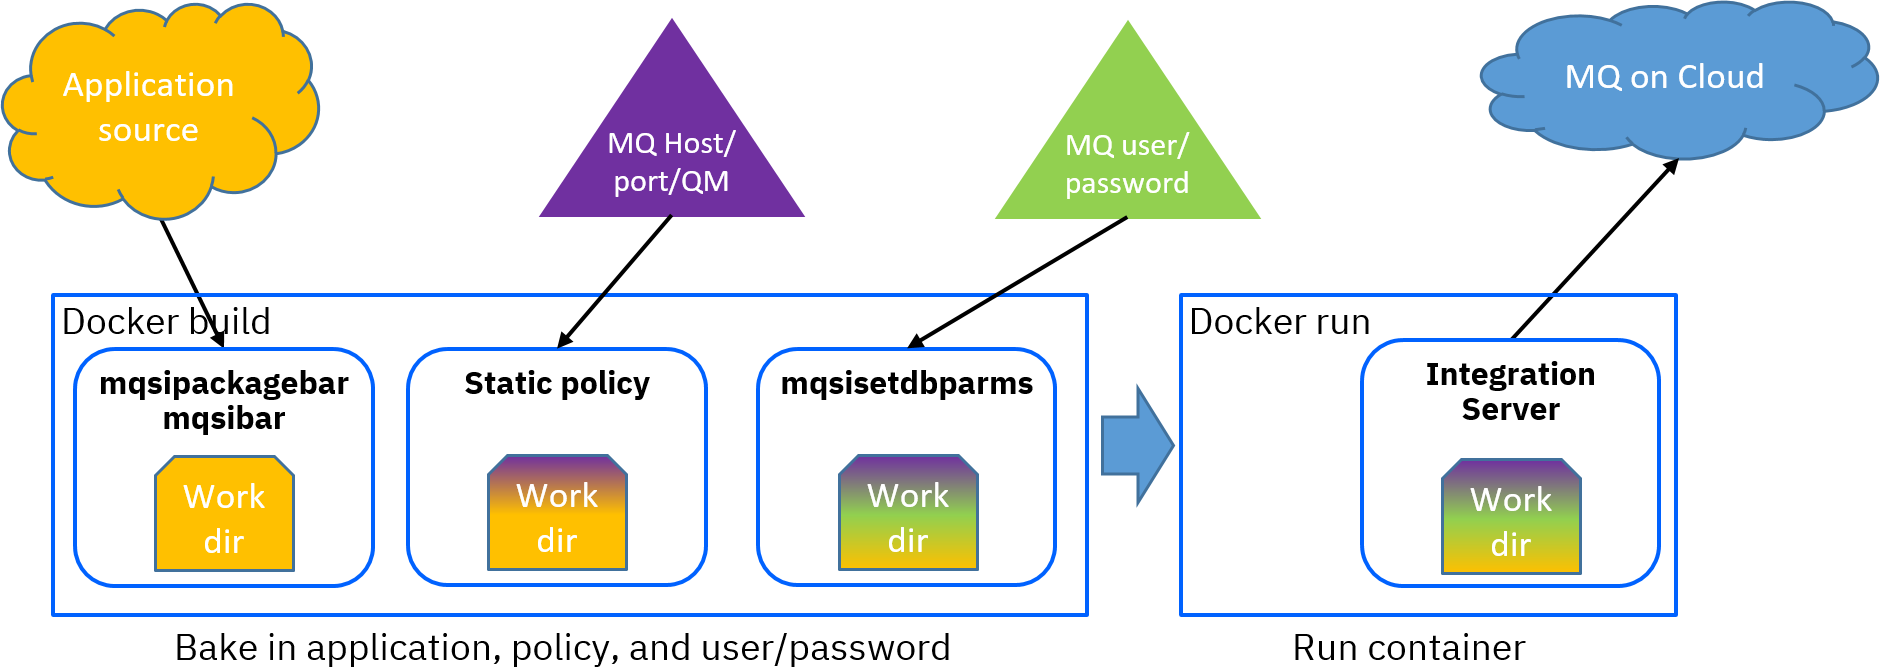 Application
source
MQ Host/
port/QM
MQ user/
password
MQ on Cloud
Docker build
mqsipackagebar
mqsibar
Work
dir
Static policy
Work
dir
mqsisetdbparms
Work
dir
Docker run
Integration
Server
Work
dir
Bake in application, policy, and user/password
Run container